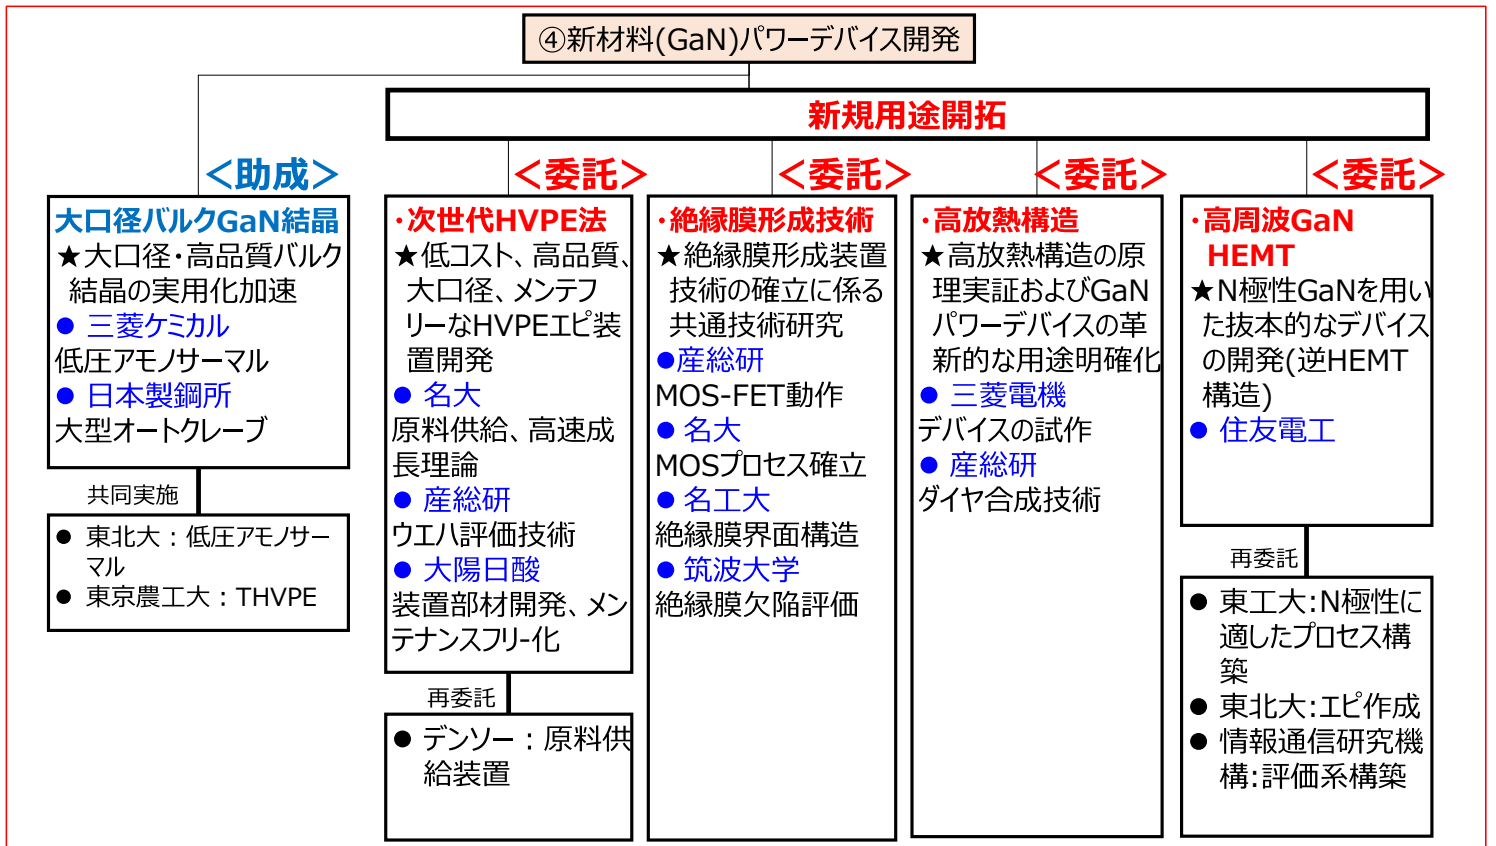 ④新材料(GaN)パワーデバイス開発
新規用途開拓
＜助成＞
大口径バルクGaN結晶
★大口径・高品質バルク
結晶の実用化加速
● 三菱ケミカル
低圧アモノサーマル
● 日本製鋼所
大型オートクレーブ
共同実施
● 東北大：低圧アモノサー
マル
● 東京農工大：THVPE
＜委託＞
・次世代HVPE法
★低コスト、高品質、
大口径、メンテフ
リーなHVPEエピ装
置開発
● 名大
原料供給、高速成
長理論
● 産総研
ウエハ評価技術
● 大陽日酸
装置部材開発、メン
テナンスフリｰ化
再委託
● デンソー：原料供
給装置
＜委託＞
・絶縁膜形成技術
★絶縁膜形成装置
技術の確立に係る
共通技術研究
●産総研
MOS-FET動作
● 名大
MOSプロセス確立
● 名工大
絶縁膜界面構造
● 筑波大学
絶縁膜欠陥評価
＜委託＞
・高放熱構造
★高放熱構造の原
理実証およびGaN
パワーデバイスの革
新的な用途明確化
● 三菱電機
デバイスの試作
● 産総研
ダイヤ合成技術
＜委託＞
・高周波GaN
HEMT
★N極性GaNを用い
た抜本的なデバイス
の開発(逆HEMT
構造)
● 住友電工
再委託
● 東工大:N極性に
適したプロセス構
築
● 東北大:エピ作成
● 情報通信研究機
構:評価系構築